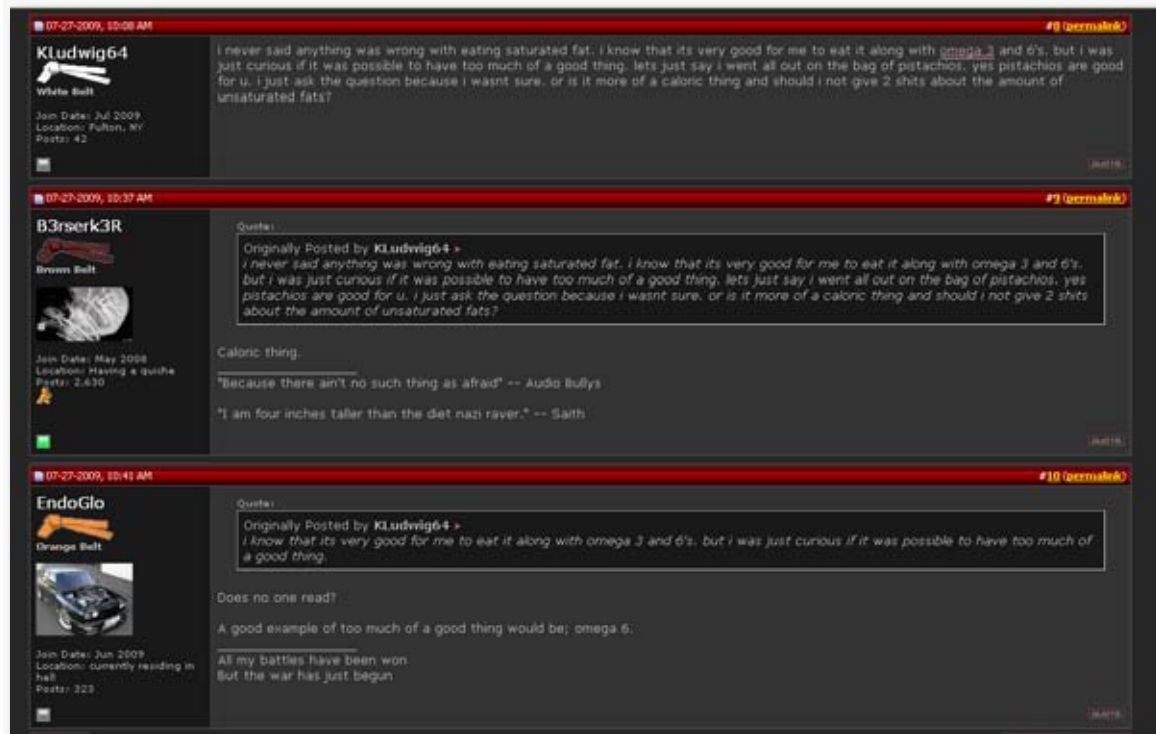 07-27-2009, 10:08 AM
#8 (permalink)
KLudwig64
White Belt
Join Date: Jul 2009
Location: Fulton, NY
Posts: 42
i never said anything was wrong with eating saturated fat. i know that its very good for me to eat it along with omega 3 and 6's. but i was
just curious if it was possible to have too much of a good thing. lets just say i went all out on the bag of pistachios. yes pistachios are good
for u. i just ask the question because i wasnt sure. or is it more of a caloric thing and should i not give 2 shits about the amount of
unsaturated fats?
07-27-2009, 10:37 AM
#9 (permalink)
B3rserk3R
Brown Belt
Join Date: May 2008
Location: Having a quiche
Posts: 2,630
Quote:
Originally Posted by KLudwig64
i never said anything was wrong with eating saturated fat. i know that its very good for me to eat it along with omega 3 and 6's.
but i was just curious if it was possible to have too much of a good thing. lets just say i went all out on the bag of pistachios. yes
pistachios are good for u. i just ask the question because i wasnt sure. or is it more of a caloric thing and should i not give 2 shits
about the amount of unsaturated fats?
Caloric thing.
"Because there ain't no such thing as afraid" -- Audio Bullys
"I am four inches taller than the diet nazi raver." -- Saith
07-27-2009, 10:41 AM
#10 (permalink)
EndoGlo
Orange Belt
Join Date: Jun 2009
Location: currently residing in
hell
Posts: 323
Quote:
Originally Posted by KLudwig64
i know that its very good for me to eat it along with omega 3 and 6's. but i was just curious if it was possible to have too much of
a good thing.
Does no one read?
A good example of too much of a good thing would be; omega 6.
All my battles have been won
But the war has just begun